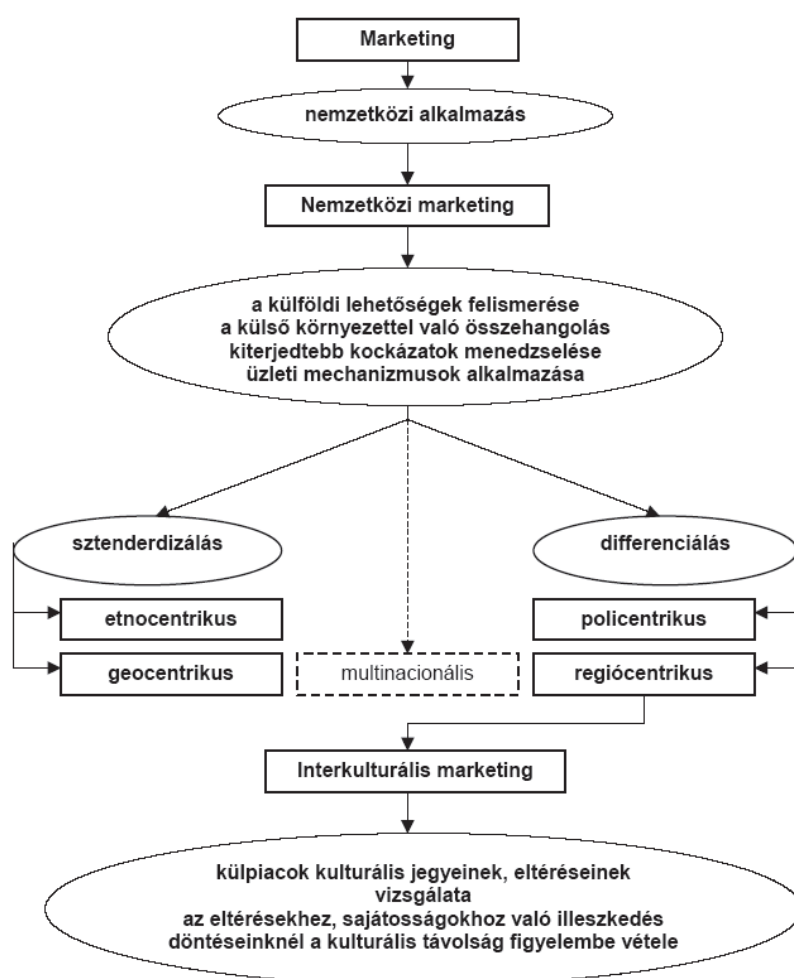 Marketing
nemzetközi alkalmazás
Nemzetközi marketing
a külföldi lehetőségek felismerése
a külső környezettel való összehangolás
kiterjedtebb kockázatok menedzselése
üzleti mechanizmusok alkalmazása
sztenderdizálás
differenciálás
etnocentrikus
policentrikus
geocentrikus
multinacionális
regiócentrikus
Interkulturális marketing
külpiacok kulturális jegyeinek, eltéréseinek
vizsgálata
az eltérésekhez, sajátosságokhoz való illeszkedés
döntéseinknél a kulturális távolság figyelembe vétele